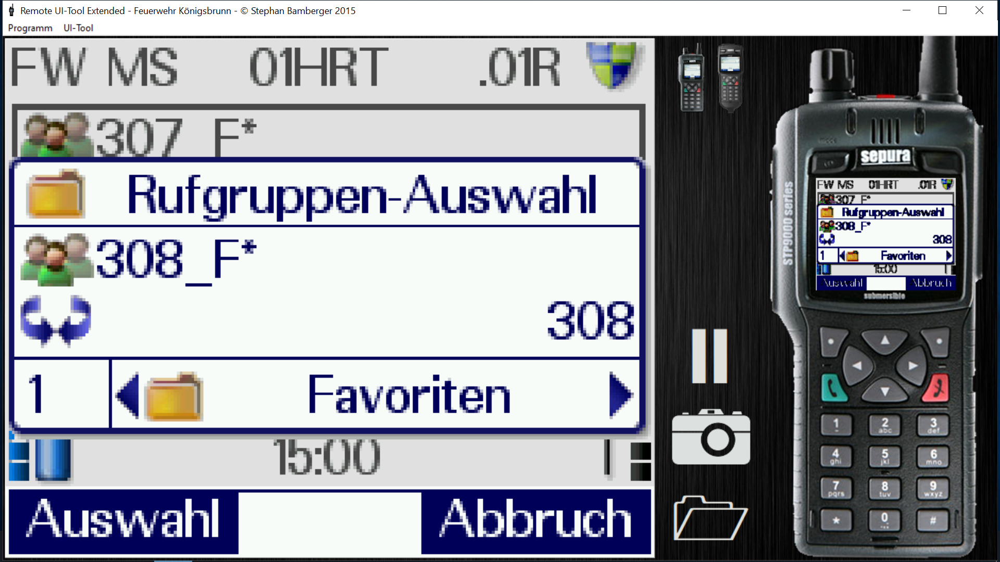 Remote UI-Tool Extended - Feuerwehr Königsbrunn - © Stephan Bamberger 2015
Programm UI-Tool
FW MS 01HRT .01R
307 F*
Rufgruppen-Auswahl
308_F*
308
1 Favoriten
15:00
Auswahl Abbruch
sepura
STP9000 series
FW MS 01HRT .01R
307 F*
Rufgruppen-Auswahl
308_F*
308
1 Favoriten
15:00
Auswahl Abbruch
submersible
1 2 abc 3 def
4 ghi 5 jkl 6 mno
7 pqrs 8 tuv 9 wxyz
* 0 #